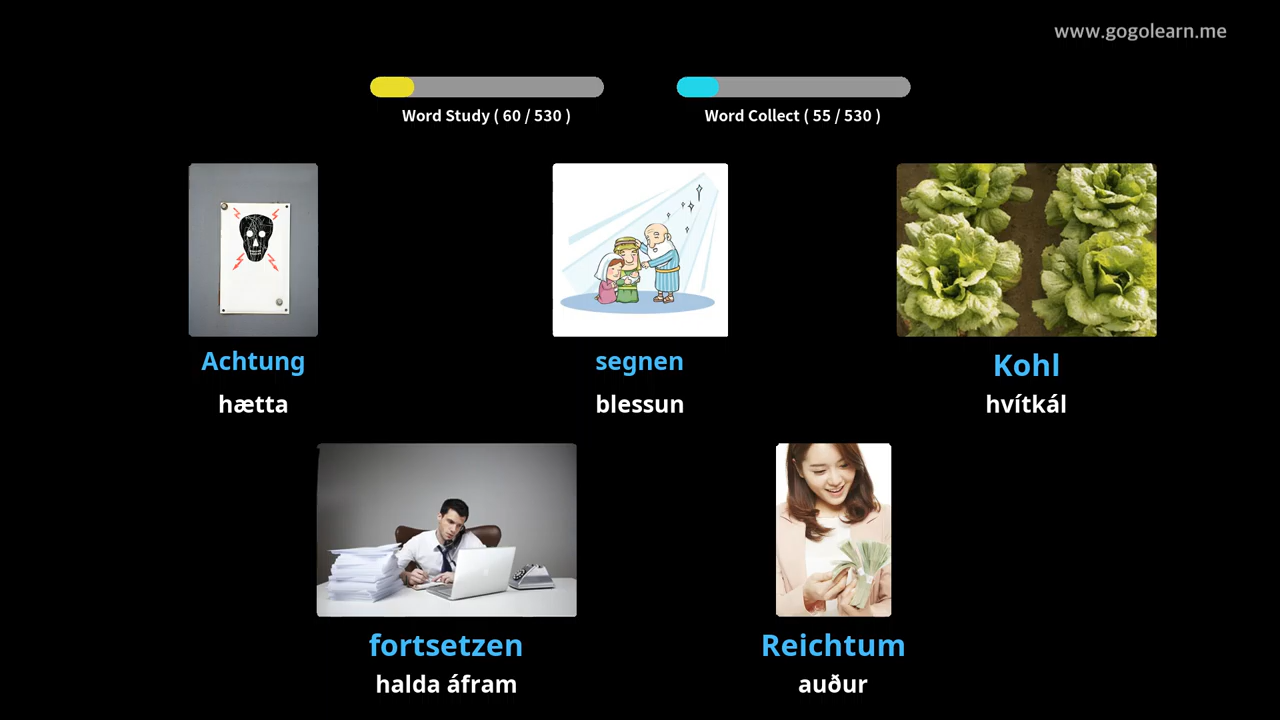 www.gogolearn.me
Word Study ( 60 / 530 )
Word Collect ( 55 / 530 )
Achtung
hætta
segnen
blessun
Kohl
hvítkál
fortsetzen
halda áfram
Reichtum
auður